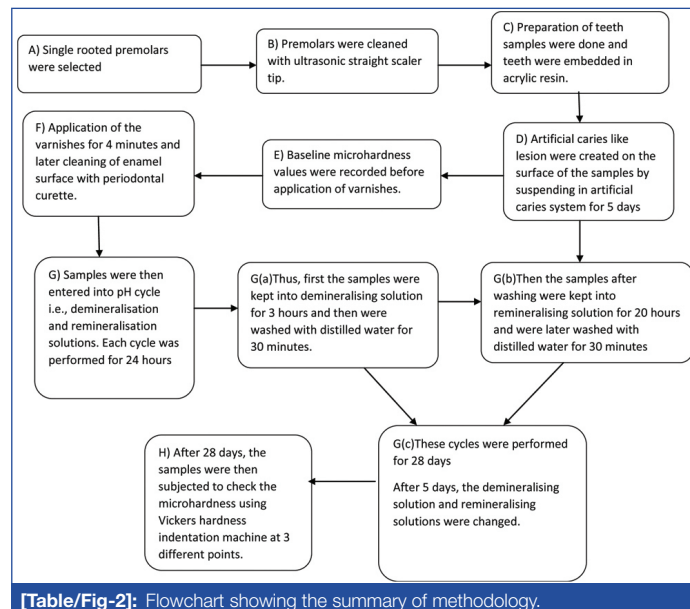 A) Single rooted premolars
were selected
B) Premolars were cleaned
with ultrasonic straight scaler
tip.
C) Preparation of teeth
samples were done and
teeth were embedded in
acrylic resin.
D) Artificial caries like
lesion were created on the
surface of the samples by
suspending in artificial
caries system for 5 days
E) Baseline microhardness
values were recorded before
application of varnishes.
F) Application of the
varnishes for 4 minutes and
later cleaning of enamel
surface with periodontal
curette.
G) Samples were then
entered into pH cycle
i.e., demineralisation
and remineralisation
solutions. Each cycle was
performed for 24 hours
G(a)Thus, first the samples were
kept into demineralising solution
for 3 hours and then were
washed with distilled water for
30 minutes.
G(b)Then the samples after
washing were kept into
remineralising solution for 20 hours
and were later washed with
distilled water for 30 minutes
G(c)These cycles were performed
for 28 days
After 5 days, the demineralising
solution and remineralising
solutions were changed.
H) After 28 days, the
samples were then
subjected to check the
microhardness using
Vickers hardness
indentation machine at 3
different points.
[Table/Fig-2]: Flowchart showing the summary of methodology.